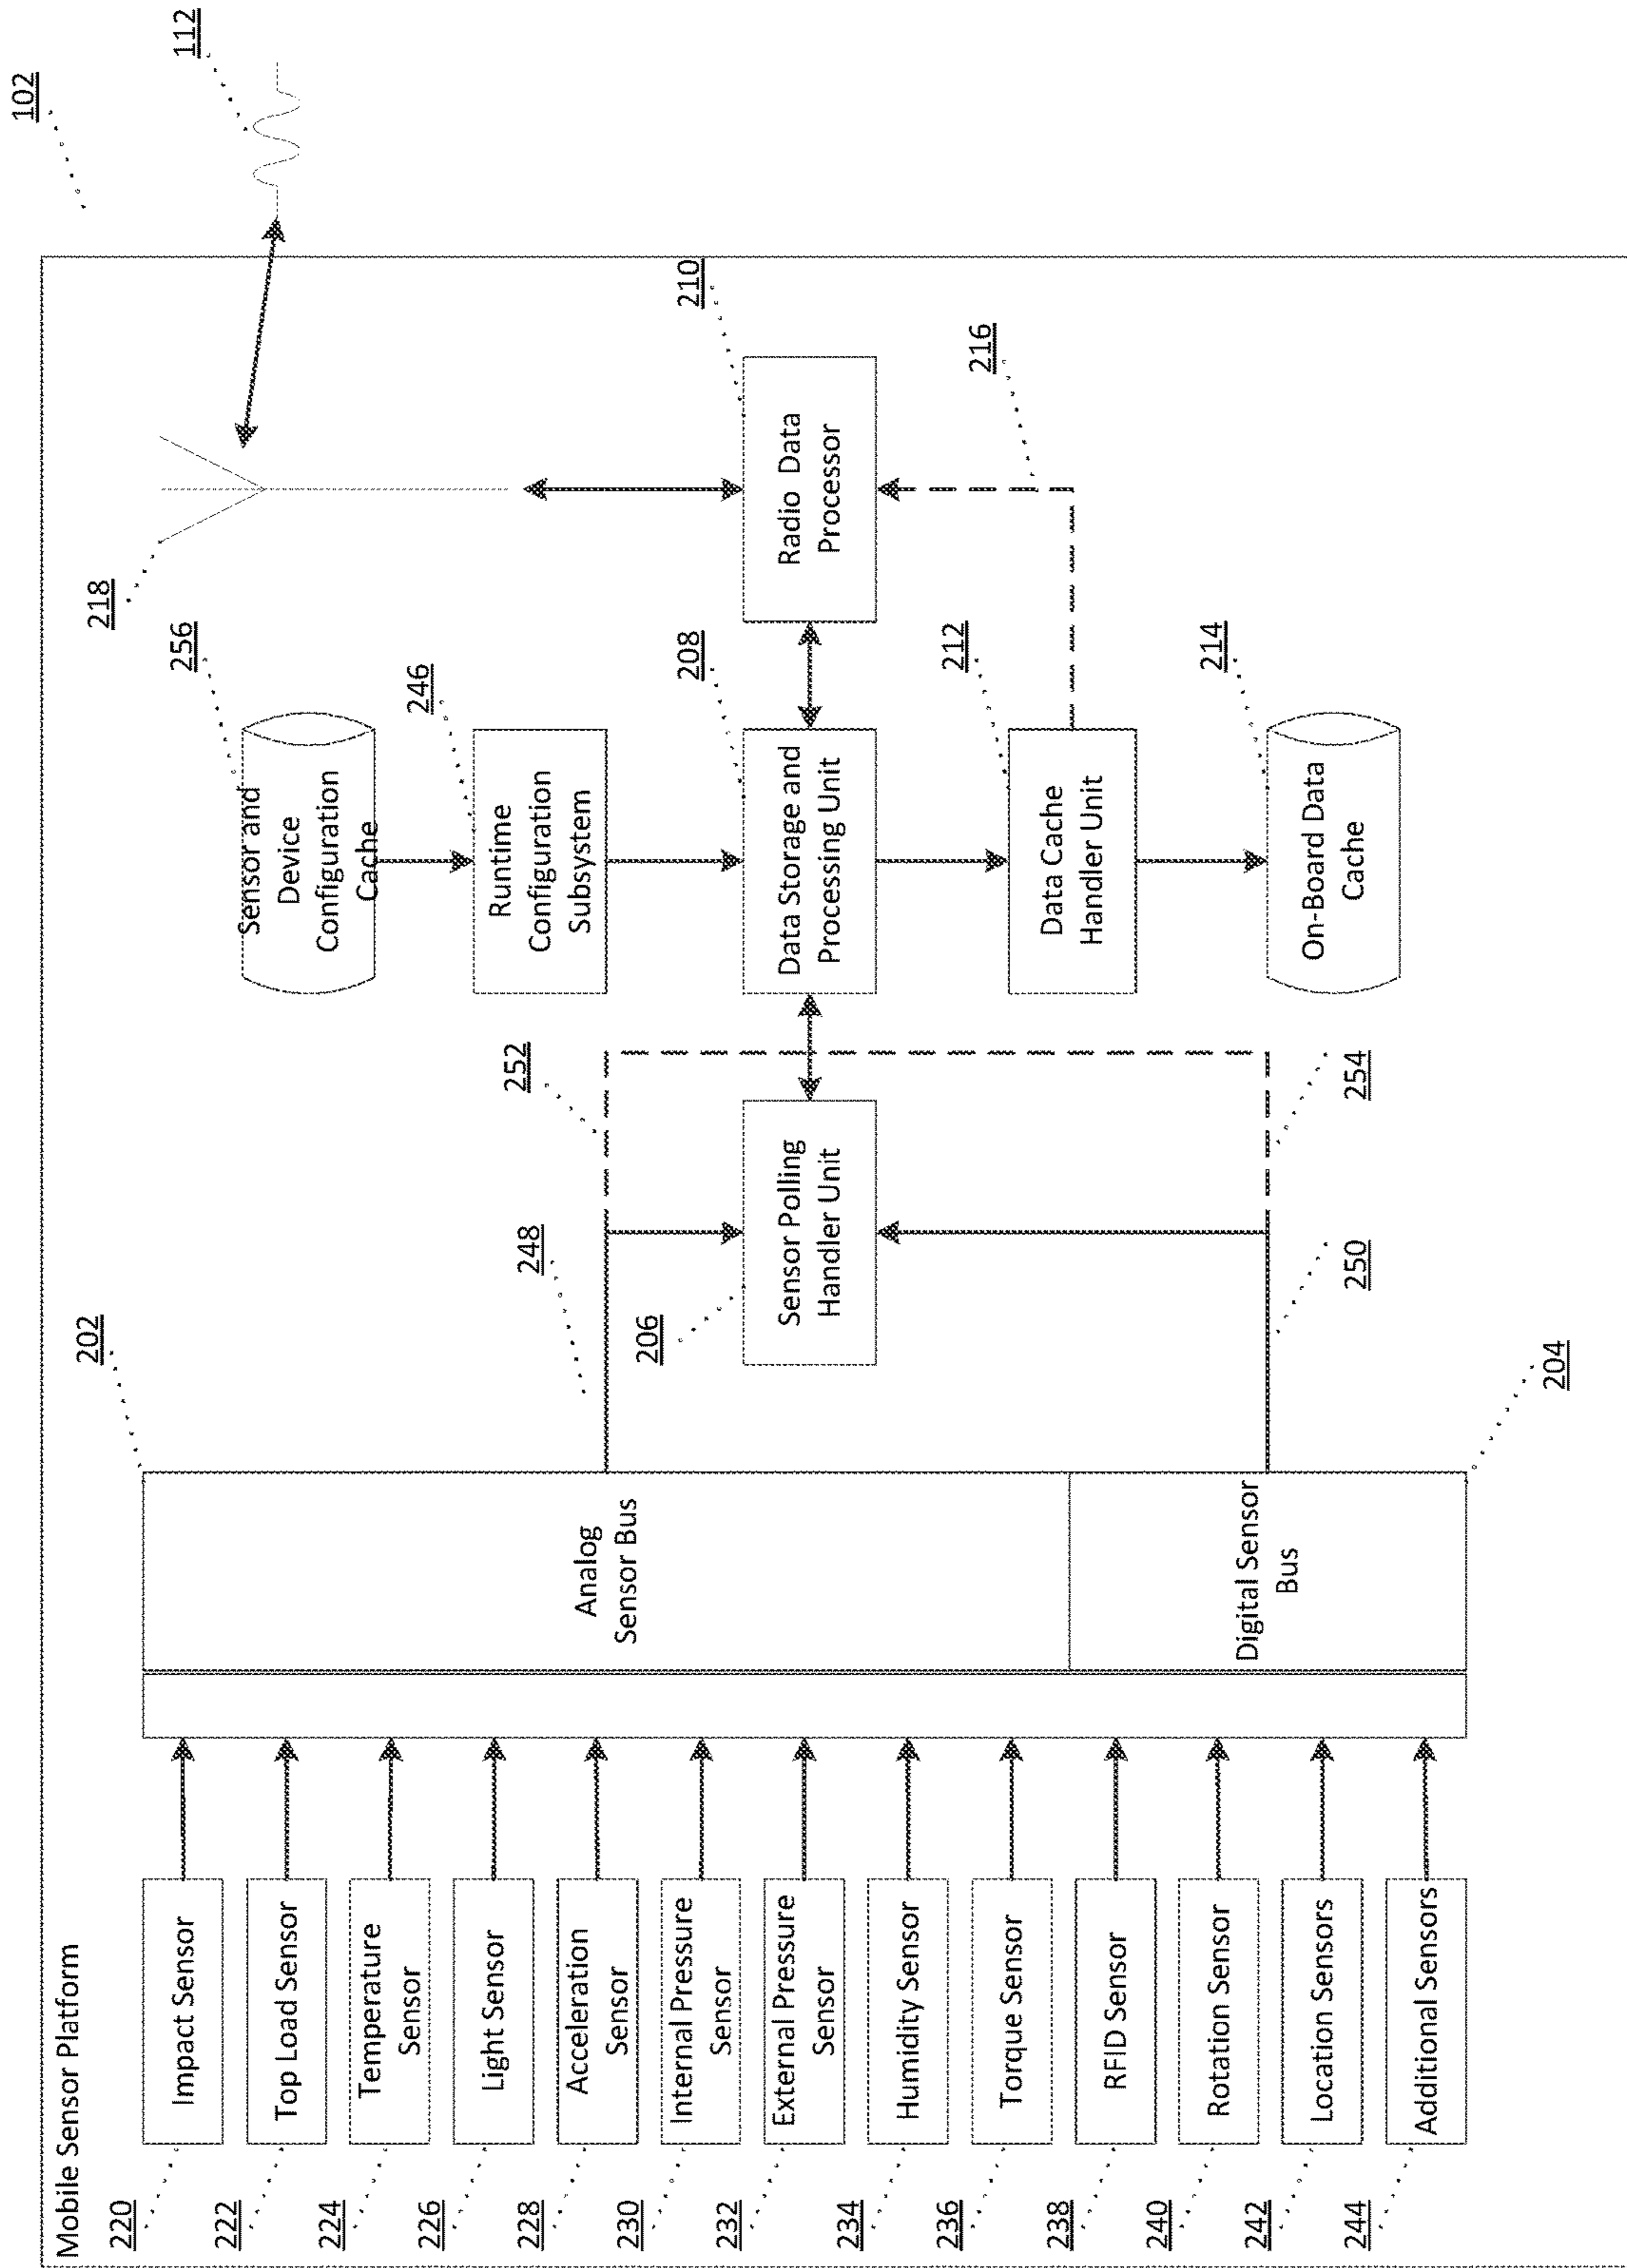 Mobile Sensor Platform
102
112
220
Impact Sensor
222
Top Load Sensor
224
Temperature
Sensor
226
Light Sensor
228
Acceleration
Sensor
230
Internal Pressure
Sensor
232
External Pressure
Sensor
234
Humidity Sensor
236
Torque Sensor
238
RFID Sensor
240
Rotation Sensor
242
Location Sensors
244
Additional Sensors
202
Analog
Sensor Bus
Digital Sensor
Bus
204
248
252
206
Sensor Polling
Handler Unit
250
254
256
Sensor and
Device
Configuration
Cache
246
Runtime
Configuration
Subsystem
208
Data Storage and
Processing Unit
212
Data Cache
Handler Unit
214
On-Board Data
Cache
218
210
Radio Data
Processor
216